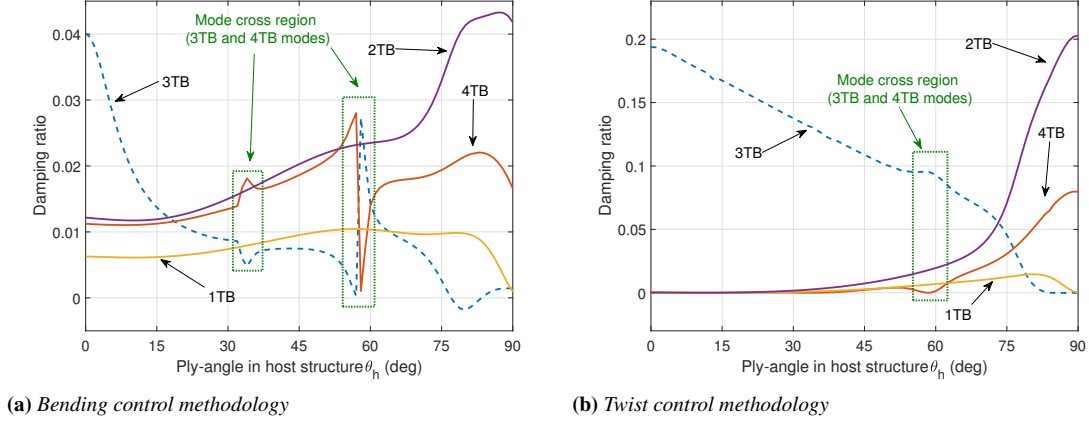 Damping ratio
0.04
0.03
0.02
0.01
0
0
15
30
45
60
75
90
Ply-angle in host structure θh (deg)
Mode cross region
(3TB and 4TB modes)
2TB
3TB
4TB
1TB
(a) Bending control methodology
Damping ratio
0.2
0.15
0.1
0.05
0
0
15
30
45
60
75
90
Ply-angle in host structure θh (deg)
2TB
Mode cross region
(3TB and 4TB modes)
4TB
3TB
1TB
(b) Twist control methodology